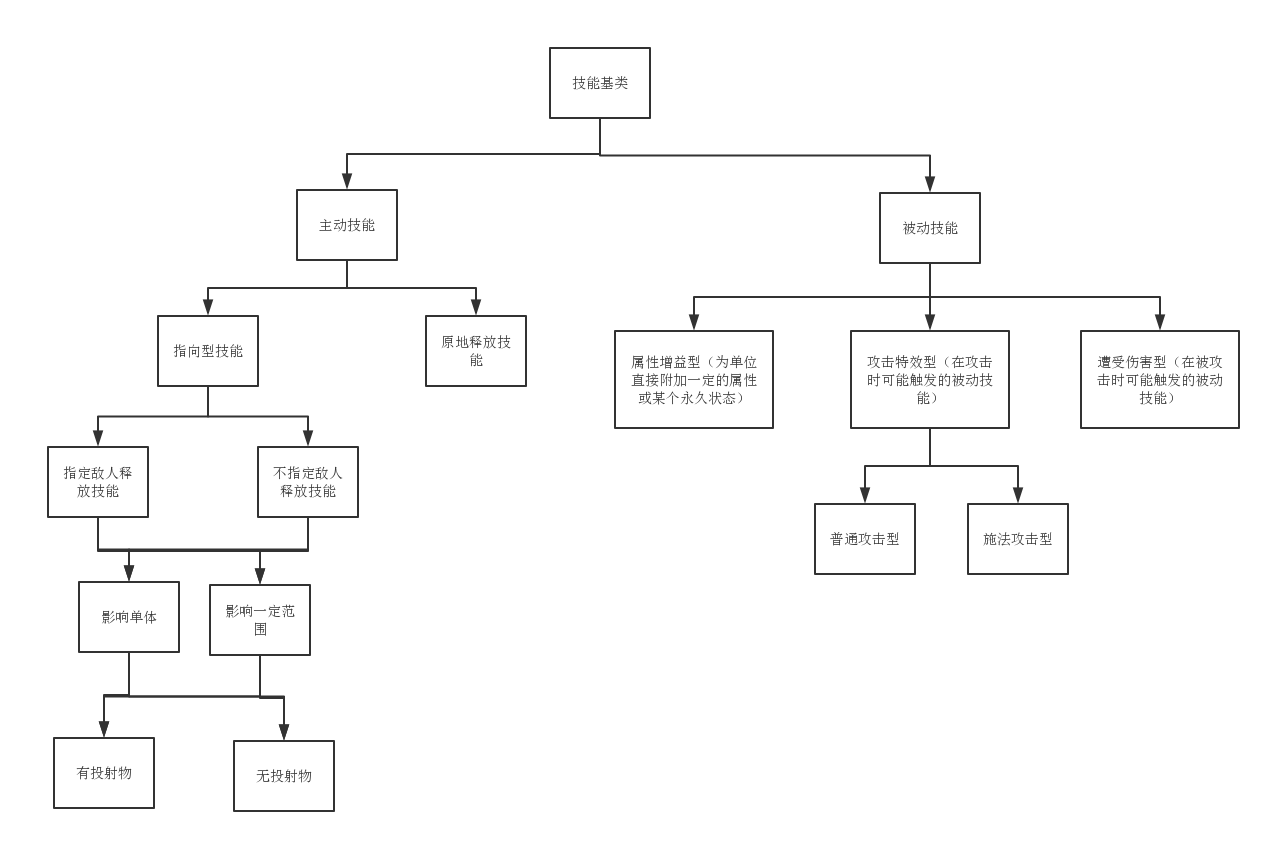 技能基类
主动技能
被动技能
指向型技能
原地释放技
能
属性增益型（为单位
直接附加一定的属性
或某个永久状态）
攻击特效型（在攻击
时可能触发的被动技
能）
遭受伤害型（在被攻
击时可能触发的被动
技能）
指定敌人释
放技能
不指定敌人
释放技能
普通攻击型
施法攻击型
影响单体
影响一定范
围
有投射物
无投射物